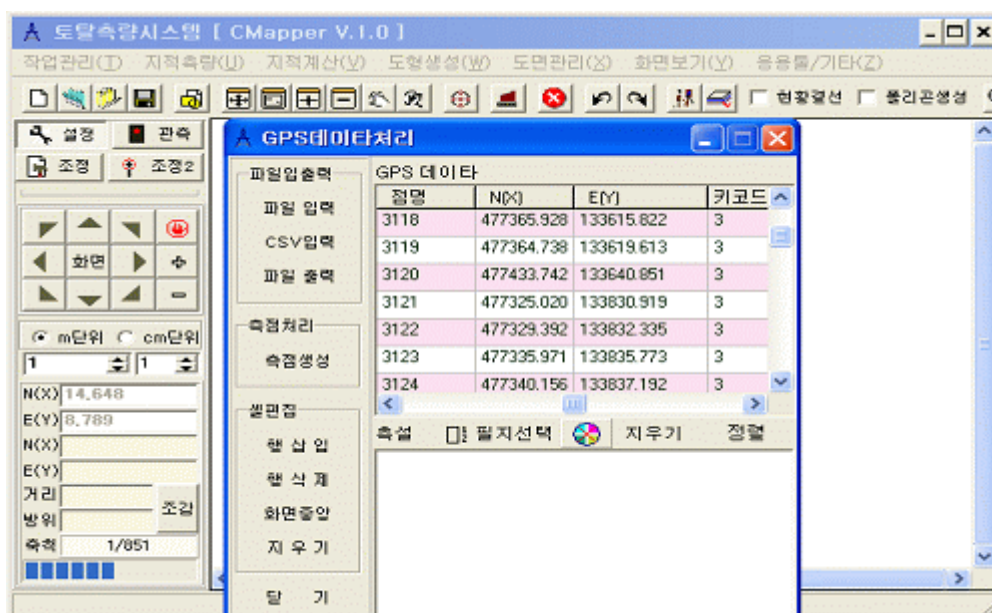 토탈측량시스템 [ CMapper V.1.0 ]
작업관리(T) 지적측량(U) 지적계산(V) 도형생성(W) 도면관리(X) 화면보기(Y) 응용툴/기타(Z)
현황결선 폴리곤생성
설정 관측
조정 조정2
화면
m단위 cm단위
1 1
N(X) 14,648
E(Y) 8,789
N(X)
E(Y)
거리
방위
조감
축척 1/851
GPS데이타처리
파일입출력
파일 입력
CSV입력
파일 출력
측점처리
측점생성
셀편집
행 삽 입
행 삭 제
화면중앙
지 우 기
닫 기
GPS 데이타
점명 N(X) E(Y) 키코드
3118 477365.928 133615.822 3
3119 477364.738 133619.613 3
3120 477433.742 133640.851 3
3121 477325.020 133830.919 3
3122 477329.392 133832.335 3
3123 477335.971 133835.773 3
3124 477340.156 133837.192 3
측설 필지선택 지우기 정렬